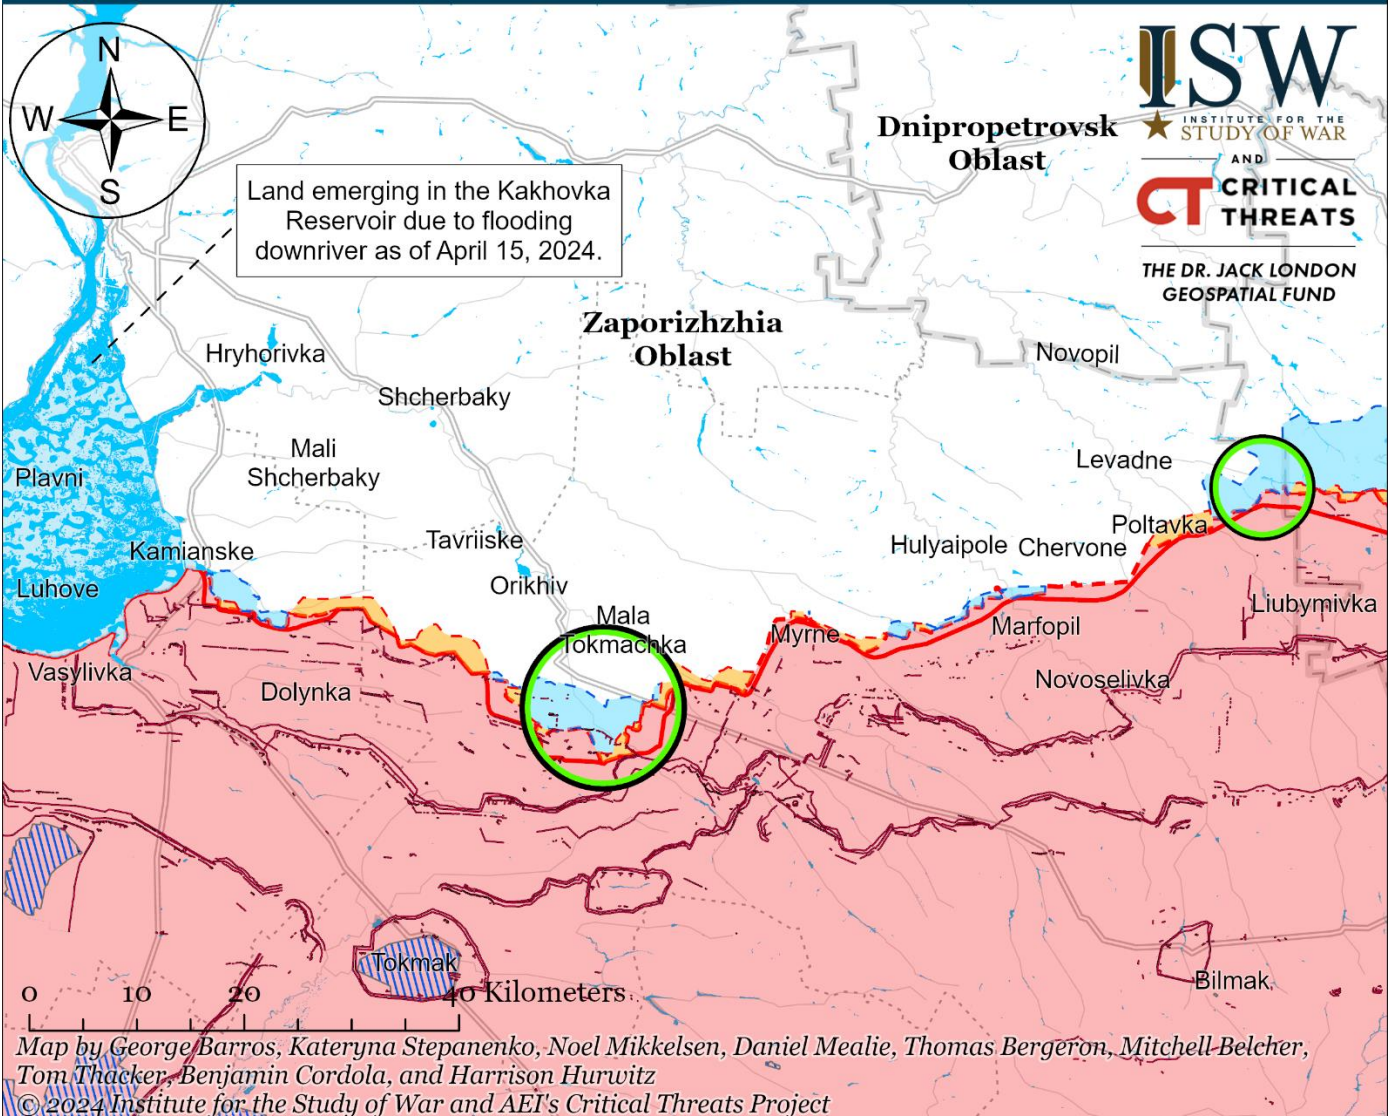 N
W
E
S
ISW
INSTITUTE FOR THE
STUDY OF WAR
AND
CT CRITICAL
THREATS
THE DR. JACK LONDON
GEOSPATIAL FUND
Dnipropetrovsk
Oblast
Land emerging in the Kakhovka
Reservoir due to flooding
downriver as of April 15, 2024.
Zaporizhzhia
Oblast
Hryhorivka
Novopil
Shcherbaky
Mali
Shcherbaky
Levadne
Plavni
Poltavka
Tavriiske
Kamianske
Hulyaipole
Chervone
Luhove
Orikhiv
Liubymivka
Mala
Tokmachka
Myrne
Marfopil
Vasylivka
Novoselivka
Dolynka
Tokmak
Bilmak
0 10 20 40 Kilometers
Map by George Barros, Kateryna Stepanenko, Noel Mikkelsen, Daniel Mealie, Thomas Bergeron, Mitchell Belcher,
Tom Thacker, Benjamin Cordola, and Harrison Hurwitz
© 2024 Institute for the Study of War and AEI's Critical Threats Project